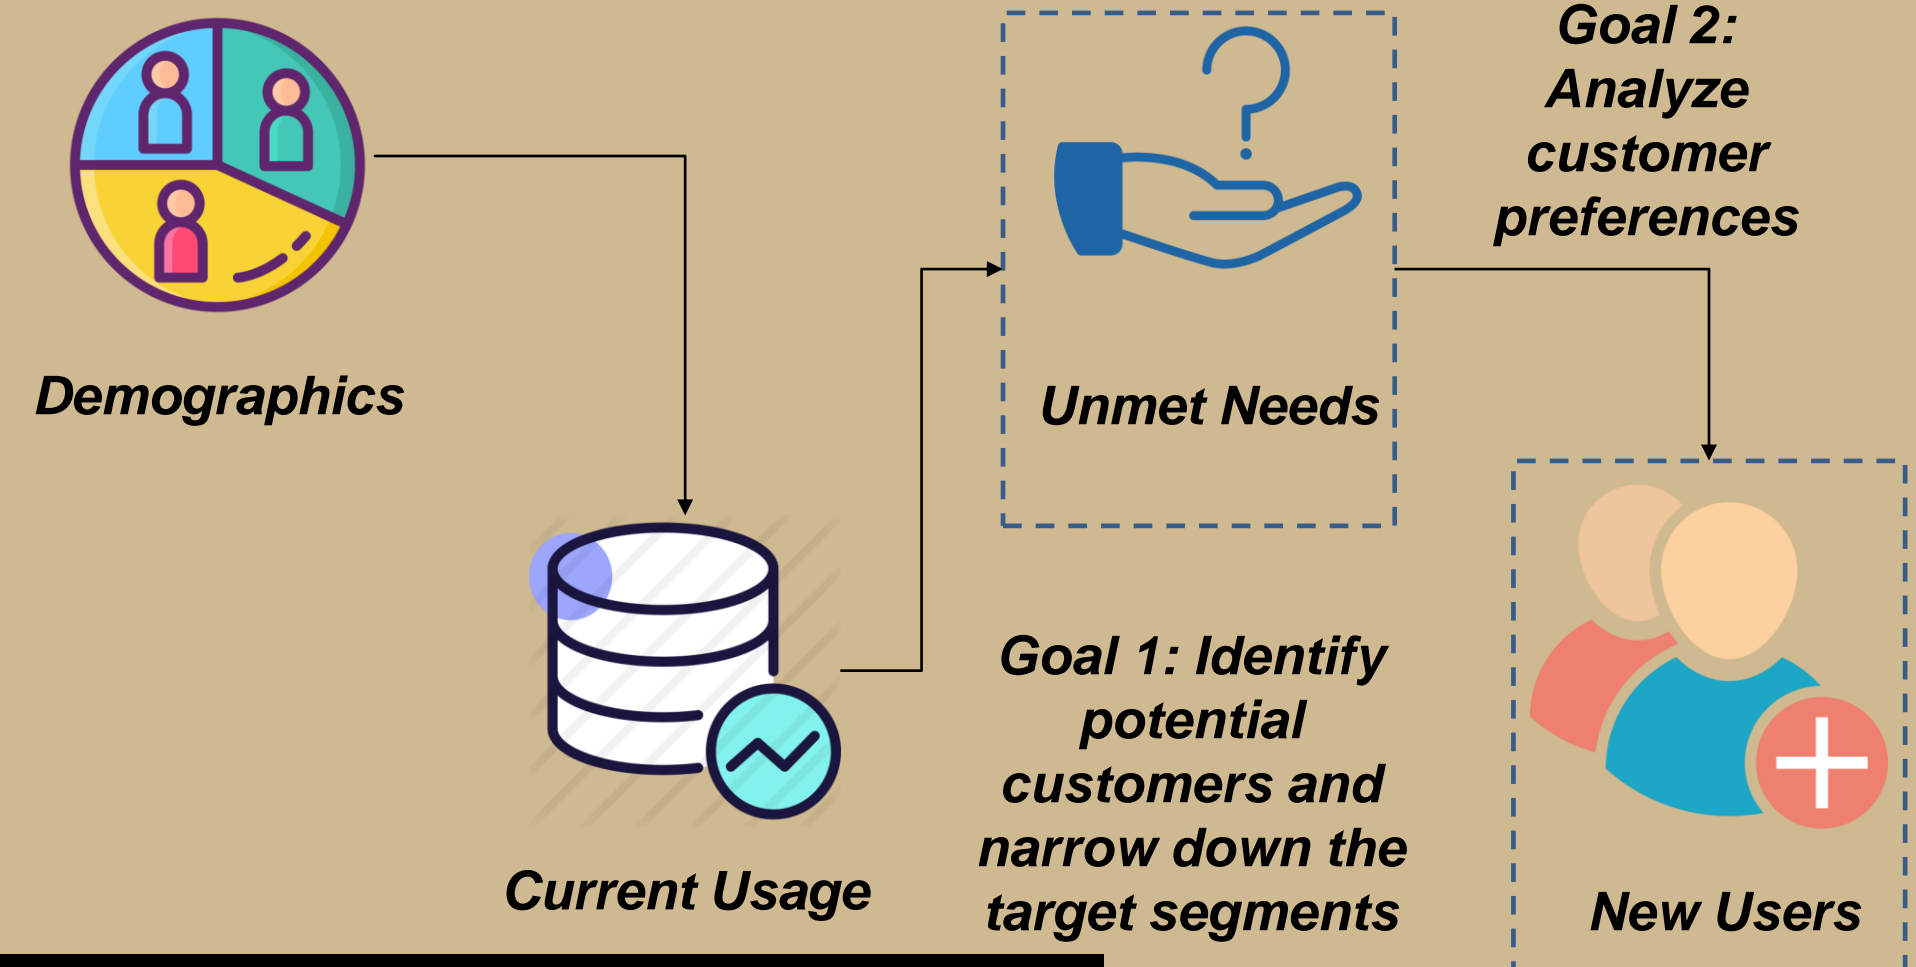 Demographics
Current Usage
Unmet Needs
Goal 1: Identify
potential
customers and
narrow down the
target segments
Goal 2:
Analyze
customer
preferences
New Users